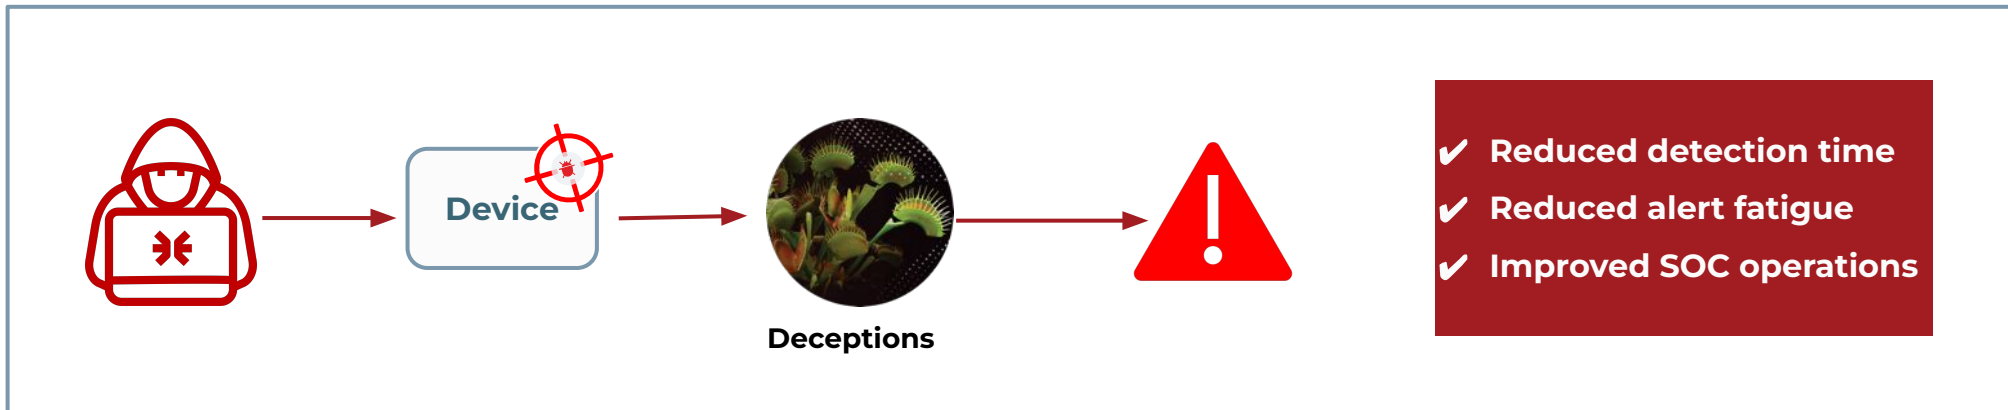 Device
Deceptions
✔ Reduced detection time
✔ Reduced alert fatigue
✔ Improved SOC operations